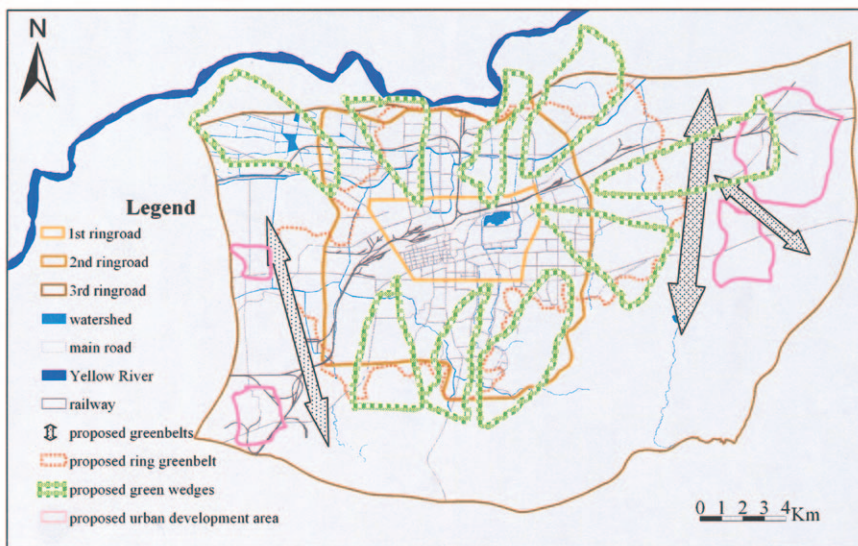 N
Legend
1st ringroad
2nd ringroad
3rd ringroad
watershed
main road
Yellow River
railway
proposed greenbelts
proposed ring greenbelt
proposed green wedges
proposed urban development area
0 1 2 3 4 Km